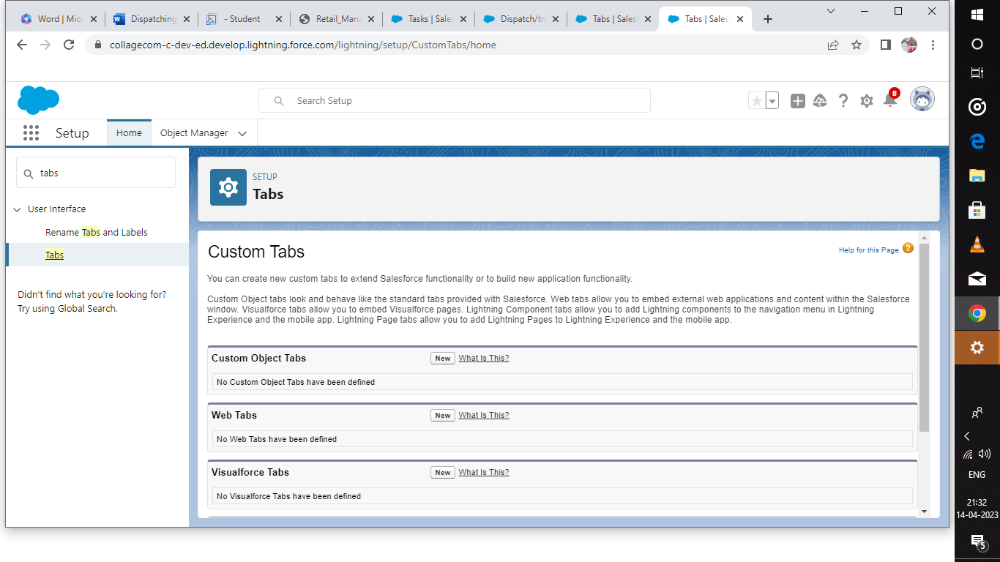 Word | Micr
Dispatching
- Student
Retail_Mana
Tasks | Sales
Dispatch/tra
Tabs | Salesf
Tabs | Salesf
collagecom-c-dev-ed.develop.lightning.force.com/lightning/setup/CustomTabs/home
Search Setup
8
Setup
Home
Object Manager
tabs
User Interface
Rename Tabs and Labels
Tabs
Didn't find what you're looking for?
Try using Global Search.
SETUP
Tabs
Custom Tabs
Help for this Page ?
You can create new custom tabs to extend Salesforce functionality or to build new application functionality.
Custom Object tabs look and behave like the standard tabs provided with Salesforce. Web tabs allow you to embed external web applications and content within the Salesforce
window. Visualforce tabs allow you to embed Visualforce pages. Lightning Component tabs allow you to add Lightning components to the navigation menu in Lightning
Experience and the mobile app. Lightning Page tabs allow you to add Lightning Pages to Lightning Experience and the mobile app.
Custom Object Tabs New What Is This?
No Custom Object Tabs have been defined
Web Tabs New What Is This?
No Web Tabs have been defined
Visualforce Tabs New What Is This?
No Visualforce Tabs have been defined
ENG
21:32
14-04-2023
5